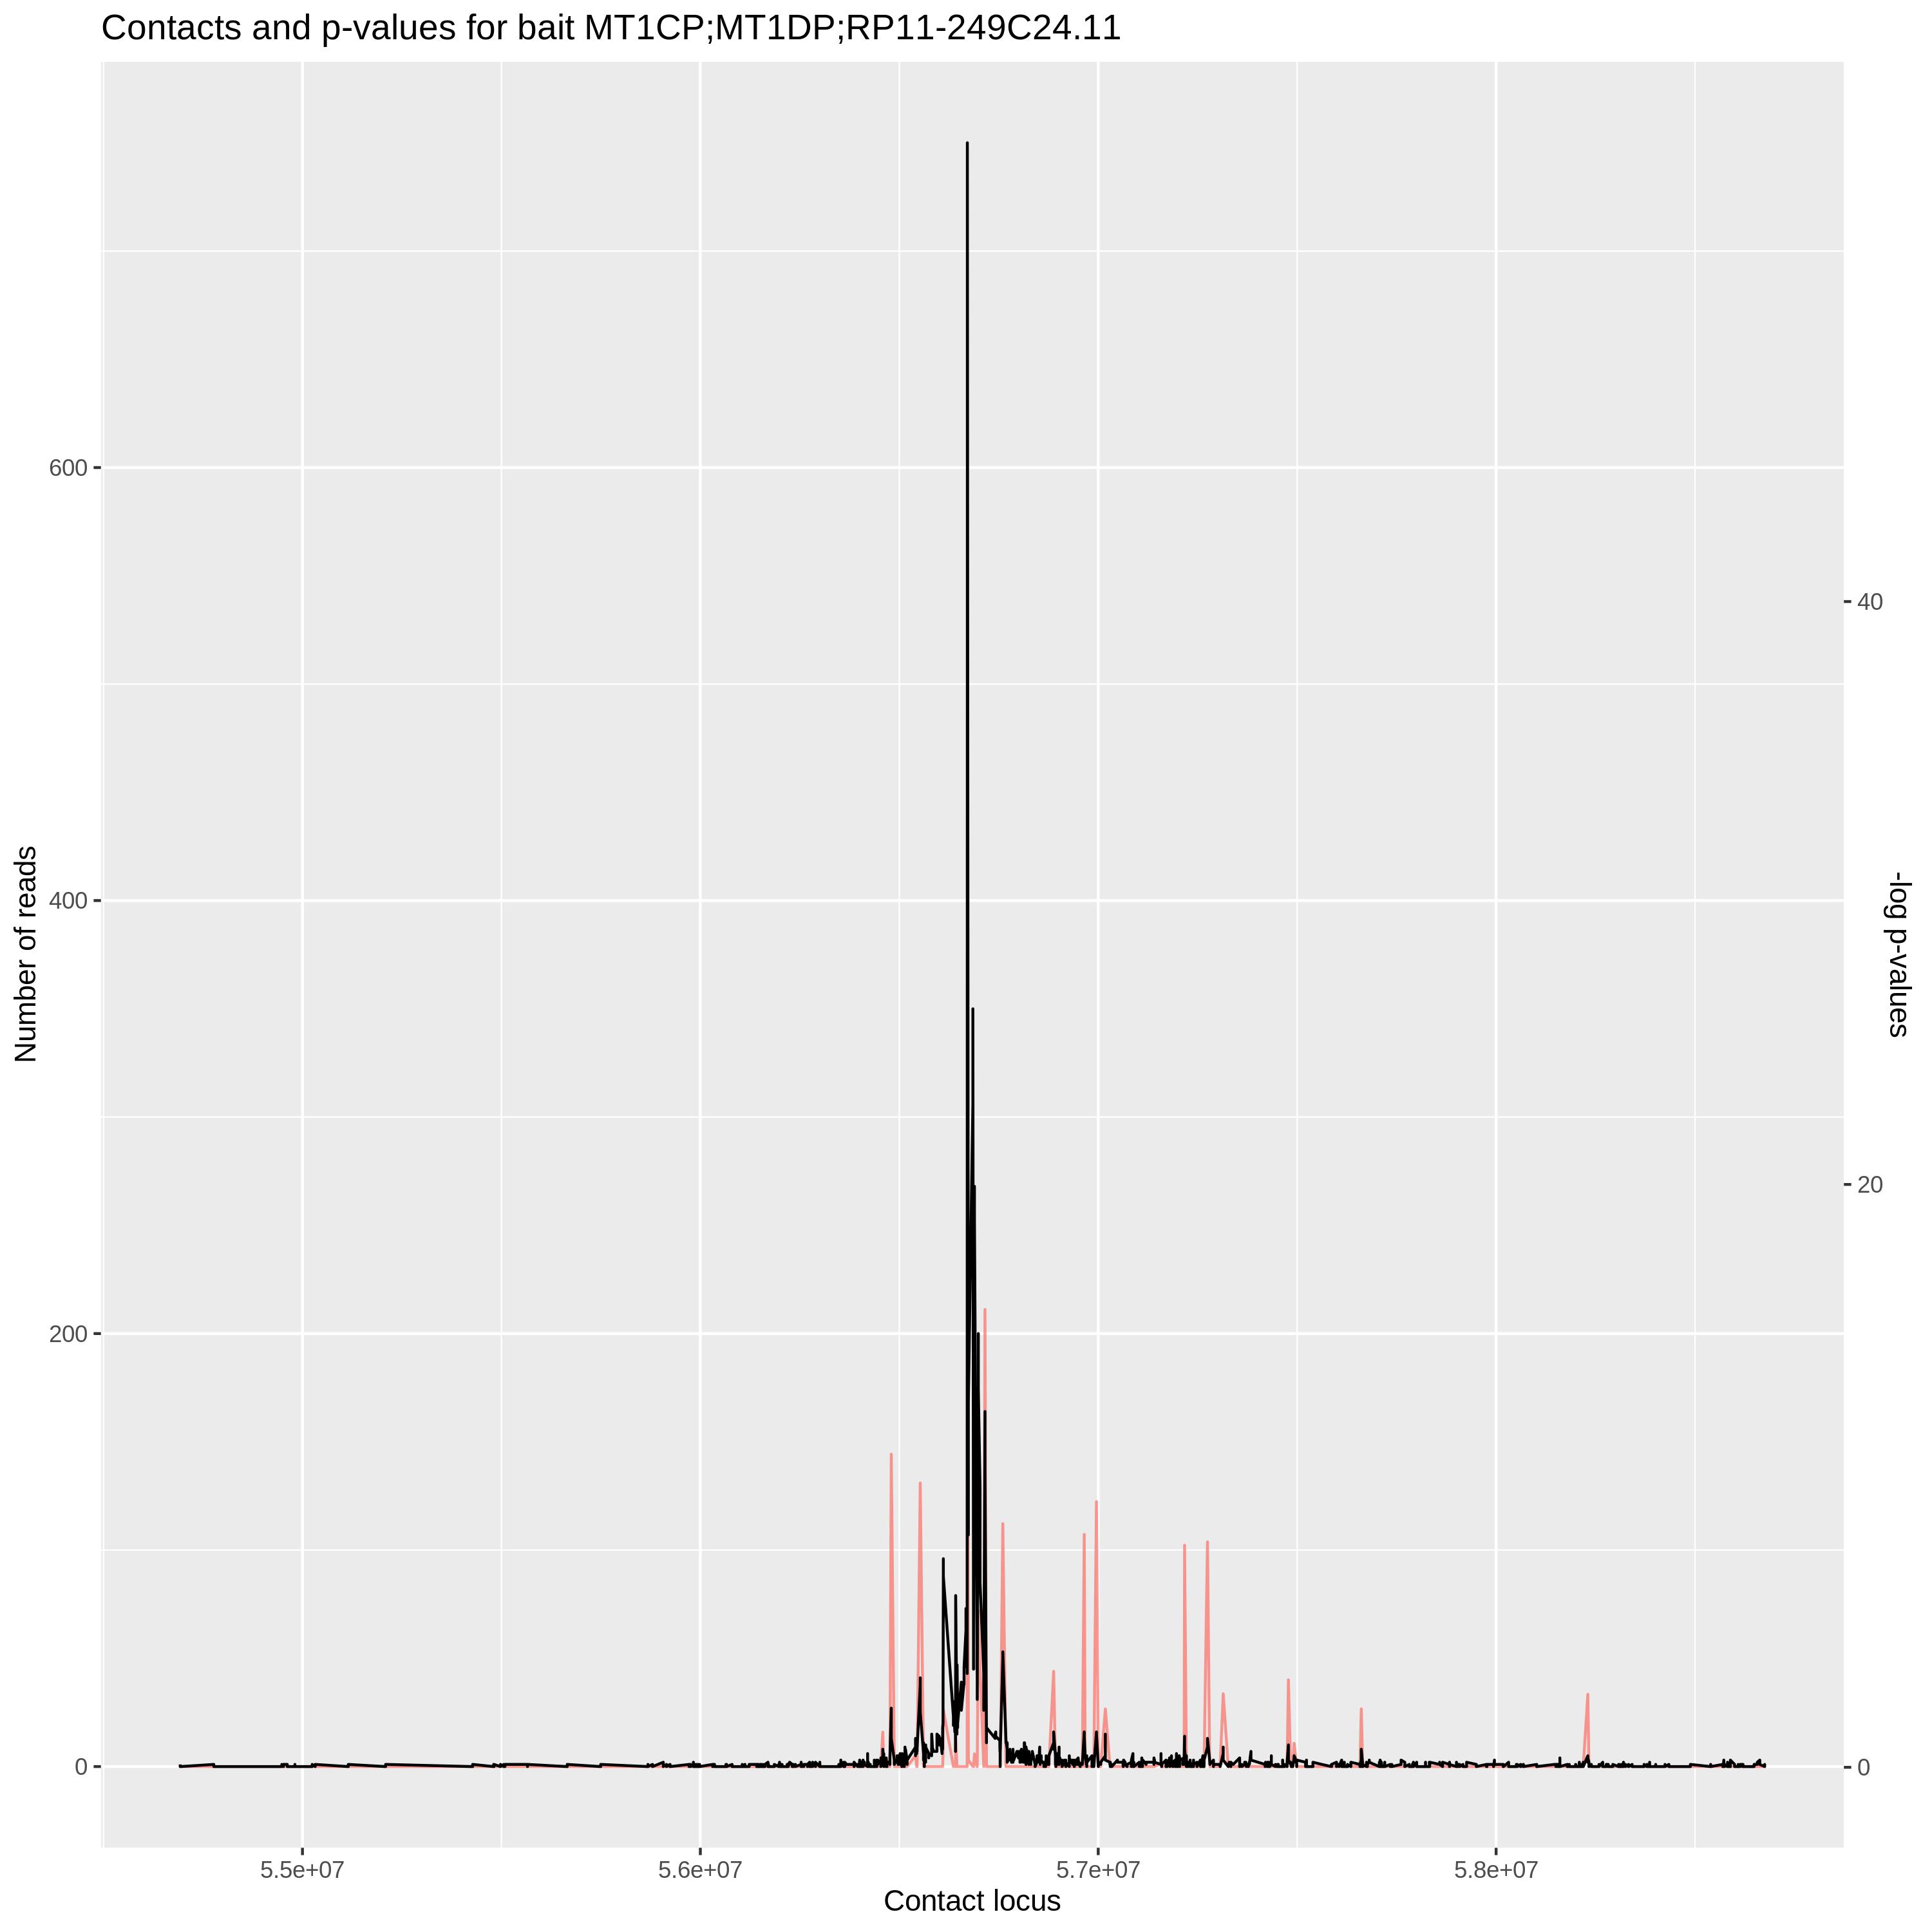 Contacts and p-values for bait MT1CP;MT1DP;RP11-249C24.11
Number of reads
600
400
200
0
40
20
0
-log p-values
5.5e+07 5.6e+07 5.7e+07 5.8e+07
Contact locus